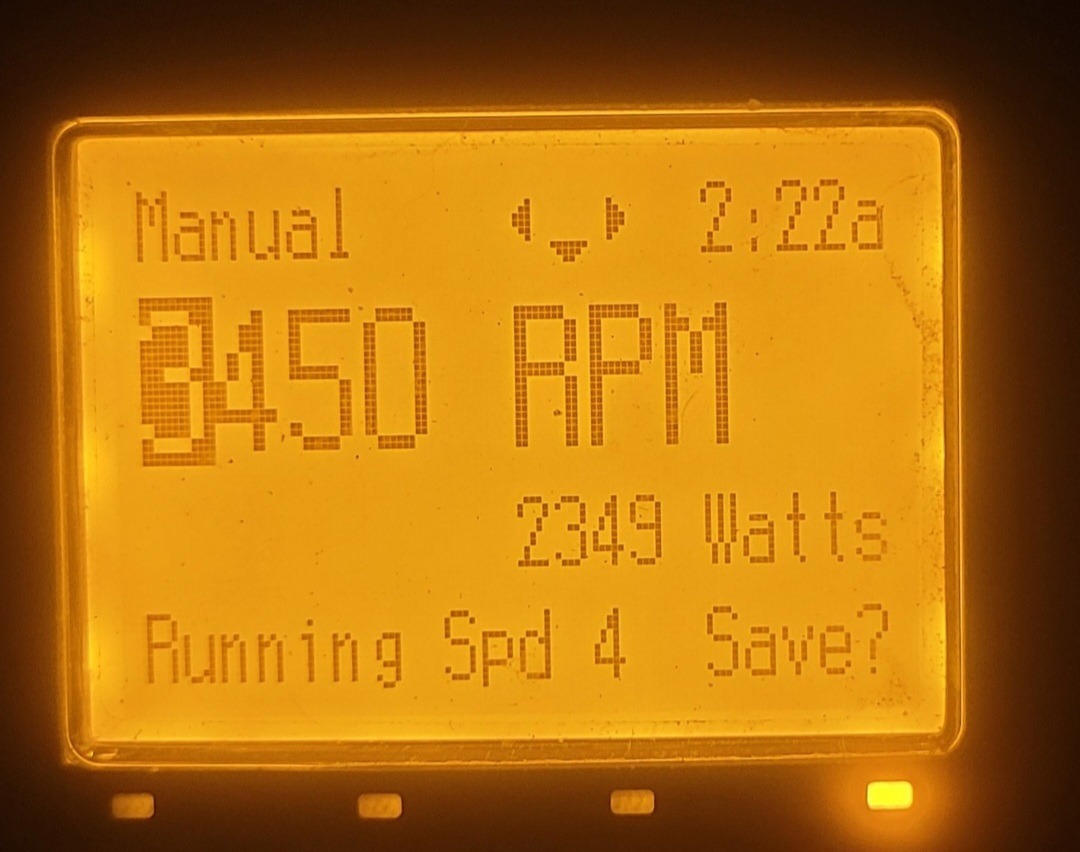 Manual 2:22a
3450 RPM
2349 Watts
Running Spd 4 Save?